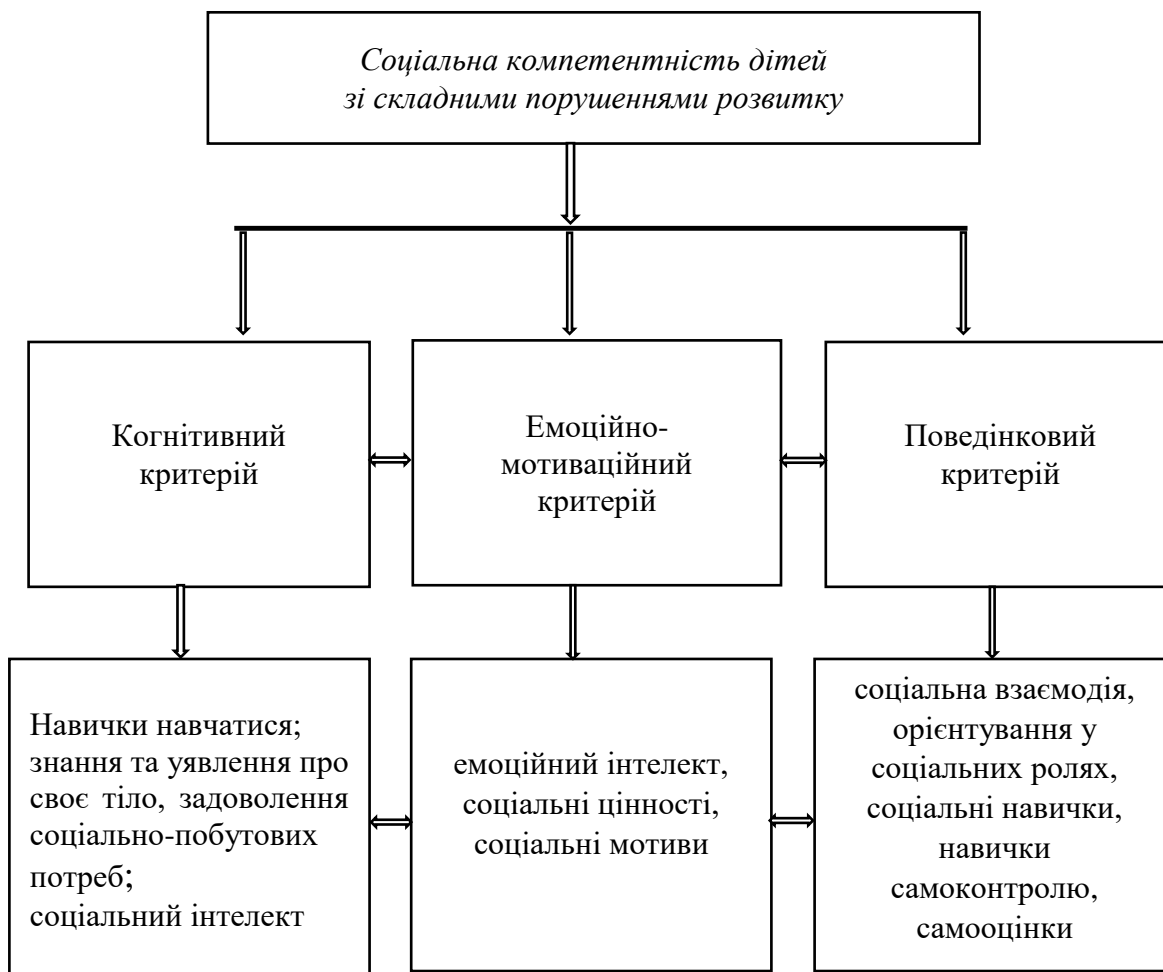 Соціальна компетентність дітей
зі складними порушеннями розвитку
Когнітивний
критерій
Емоційно-
мотиваційний
критерій
Поведінковий
критерій
Навички навчатися;
знання та уявлення про
своє тіло, задоволення
соціально-побутових
потреб;
соціальний інтелект
емоційний інтелект,
соціальні цінності,
соціальні мотиви
соціальна взаємодія,
орієнтування у
соціальних ролях,
соціальні навички,
навички
самоконтролю,
самооцінки